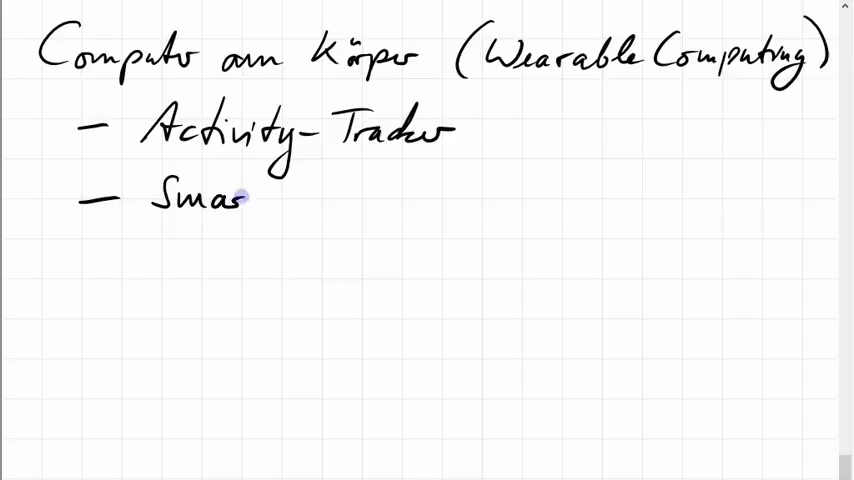 Computer am Körper (Wearable Computing)
– Activity-Tracker
– Smar